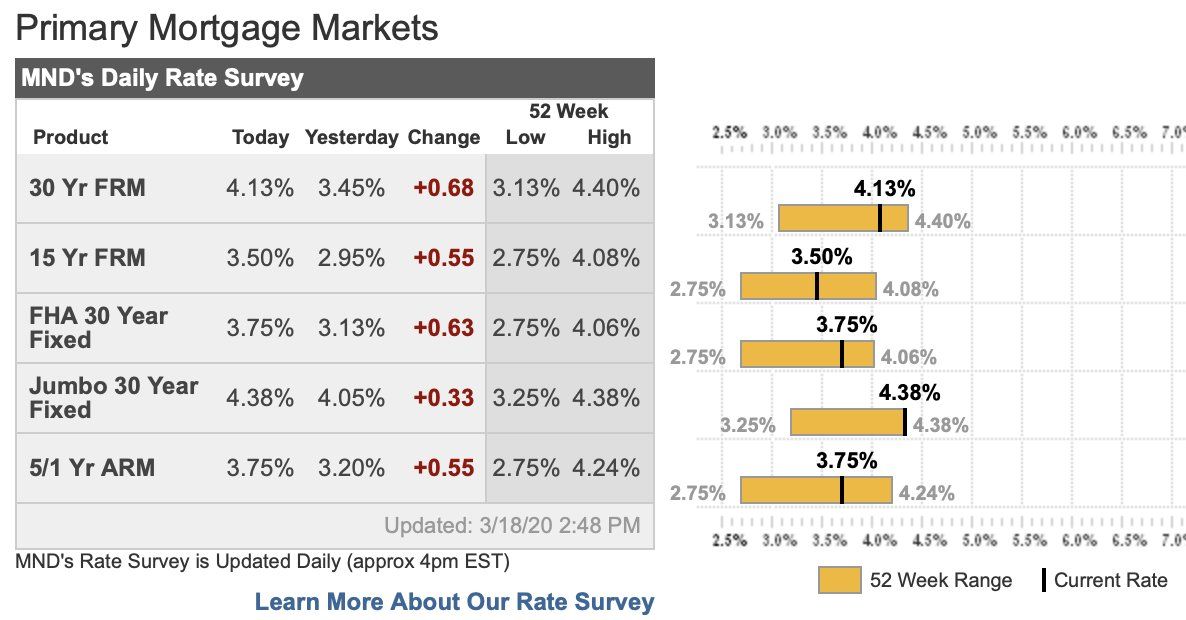 Primary Mortgage Markets
MND's Daily Rate Survey
52 Week
Product Today Yesterday Change Low High
30 Yr FRM 4.13% 3.45% +0.68 3.13% 4.40%
15 Yr FRM 3.50% 2.95% +0.55 2.75% 4.08%
FHA 30 Year
Fixed 3.75% 3.13% +0.63 2.75% 4.06%
Jumbo 30 Year
Fixed 4.38% 4.05% +0.33 3.25% 4.38%
5/1 Yr ARM 3.75% 3.20% +0.55 2.75% 4.24%
Updated: 3/18/20 2:48 PM
MND's Rate Survey is Updated Daily (approx 4pm EST)
Learn More About Our Rate Survey
2.5% 3.0% 3.5% 4.0% 4.5% 5.0% 5.5% 6.0% 6.5% 7.0
4.13%
3.13% 4.40%
3.50%
2.75% 4.08%
3.75%
2.75% 4.06%
4.38%
3.25% 4.38%
3.75%
2.75% 4.24%
2.5% 3.0% 3.5% 4.0% 4.5% 5.0% 5.5% 6.0% 6.5% 7.0
52 Week Range Current Rate